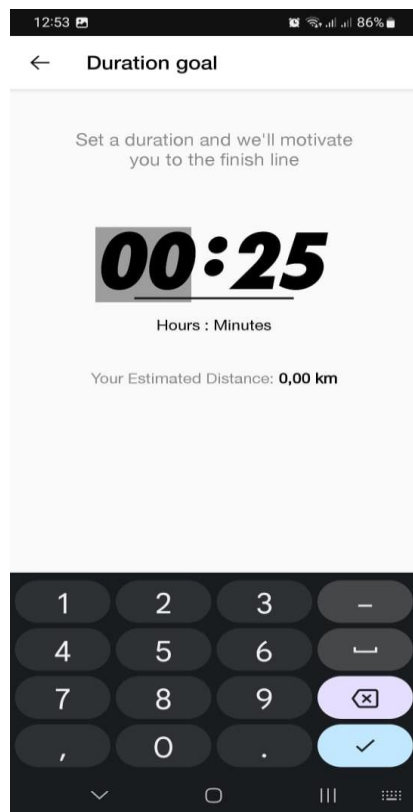 12:53 86%
Duration goal
Set a duration and we'll motivate
you to the finish line
00:25
Hours : Minutes
Your Estimated Distance: 0,00 km
1 2 3 –
4 5 6
7 8 9
, 0 .